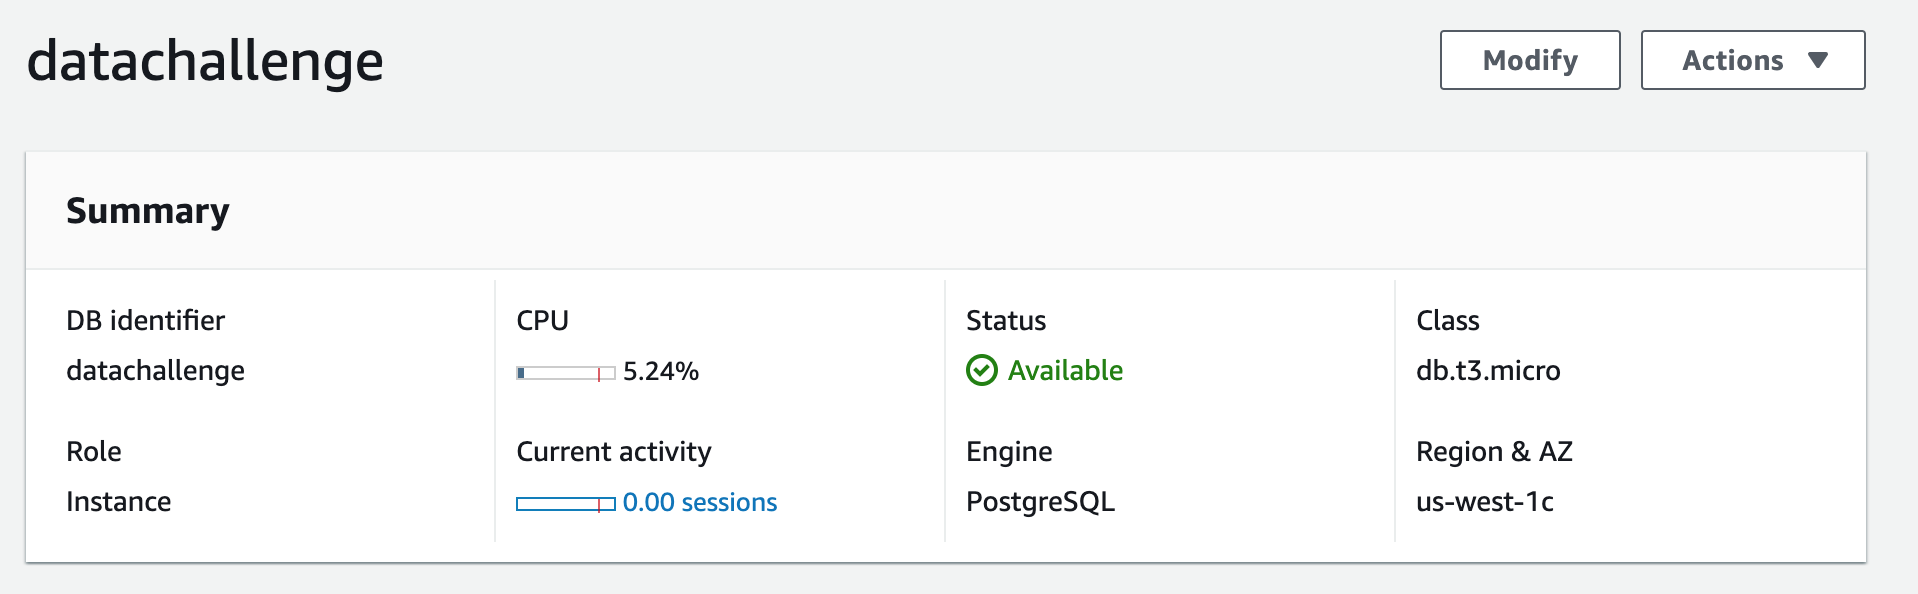 datachallenge
Modify
Actions
Summary
DB identifier
datachallenge
Role
Instance
CPU
5.24%
Current activity
0.00 sessions
Status
Available
Engine
PostgreSQL
Class
db.t3.micro
Region & AZ
us-west-1c